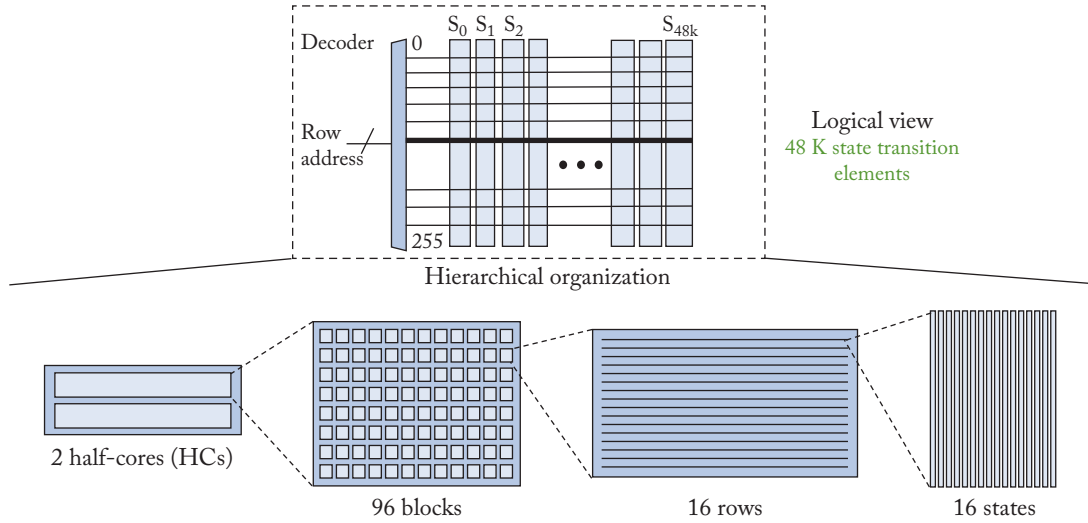 S0 S1 S2 S48k
Decoder 0
Row
address
255
Logical view
48 K state transition
elements
Hierarchical organization
2 half-cores (HCs)
96 blocks
16 rows
16 states